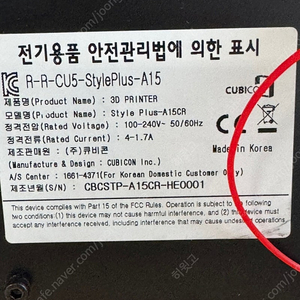 전기용품 안전관리법에 의한 표시
R-R-CU5-StylePlus-A15
CUBICON
제품명(Product Name) : 3D PRINTER
모델명(Product Name) : Style Plus-A15CR
정격전압(Rated Voltage) : 100-240V~ 50/60Hz
정격전류(Rated Current) : 4-1.7A
제조자 : (주)큐비콘
Made in Korea
(Manufacture & Design : CUBICON Inc.)
A/S Center : 1661-4371(For Korean Domestic Customer Only)
제조년월(S/N) : CBCSTP-A15CR-HE0001
This device complies with Part 15 of the FCC Rules. Operation is subject to the following
two conditions:(1) this device may not cause harmful interference, and (2) this
device must accept any interference received, including interference that may cause
undesired operation.